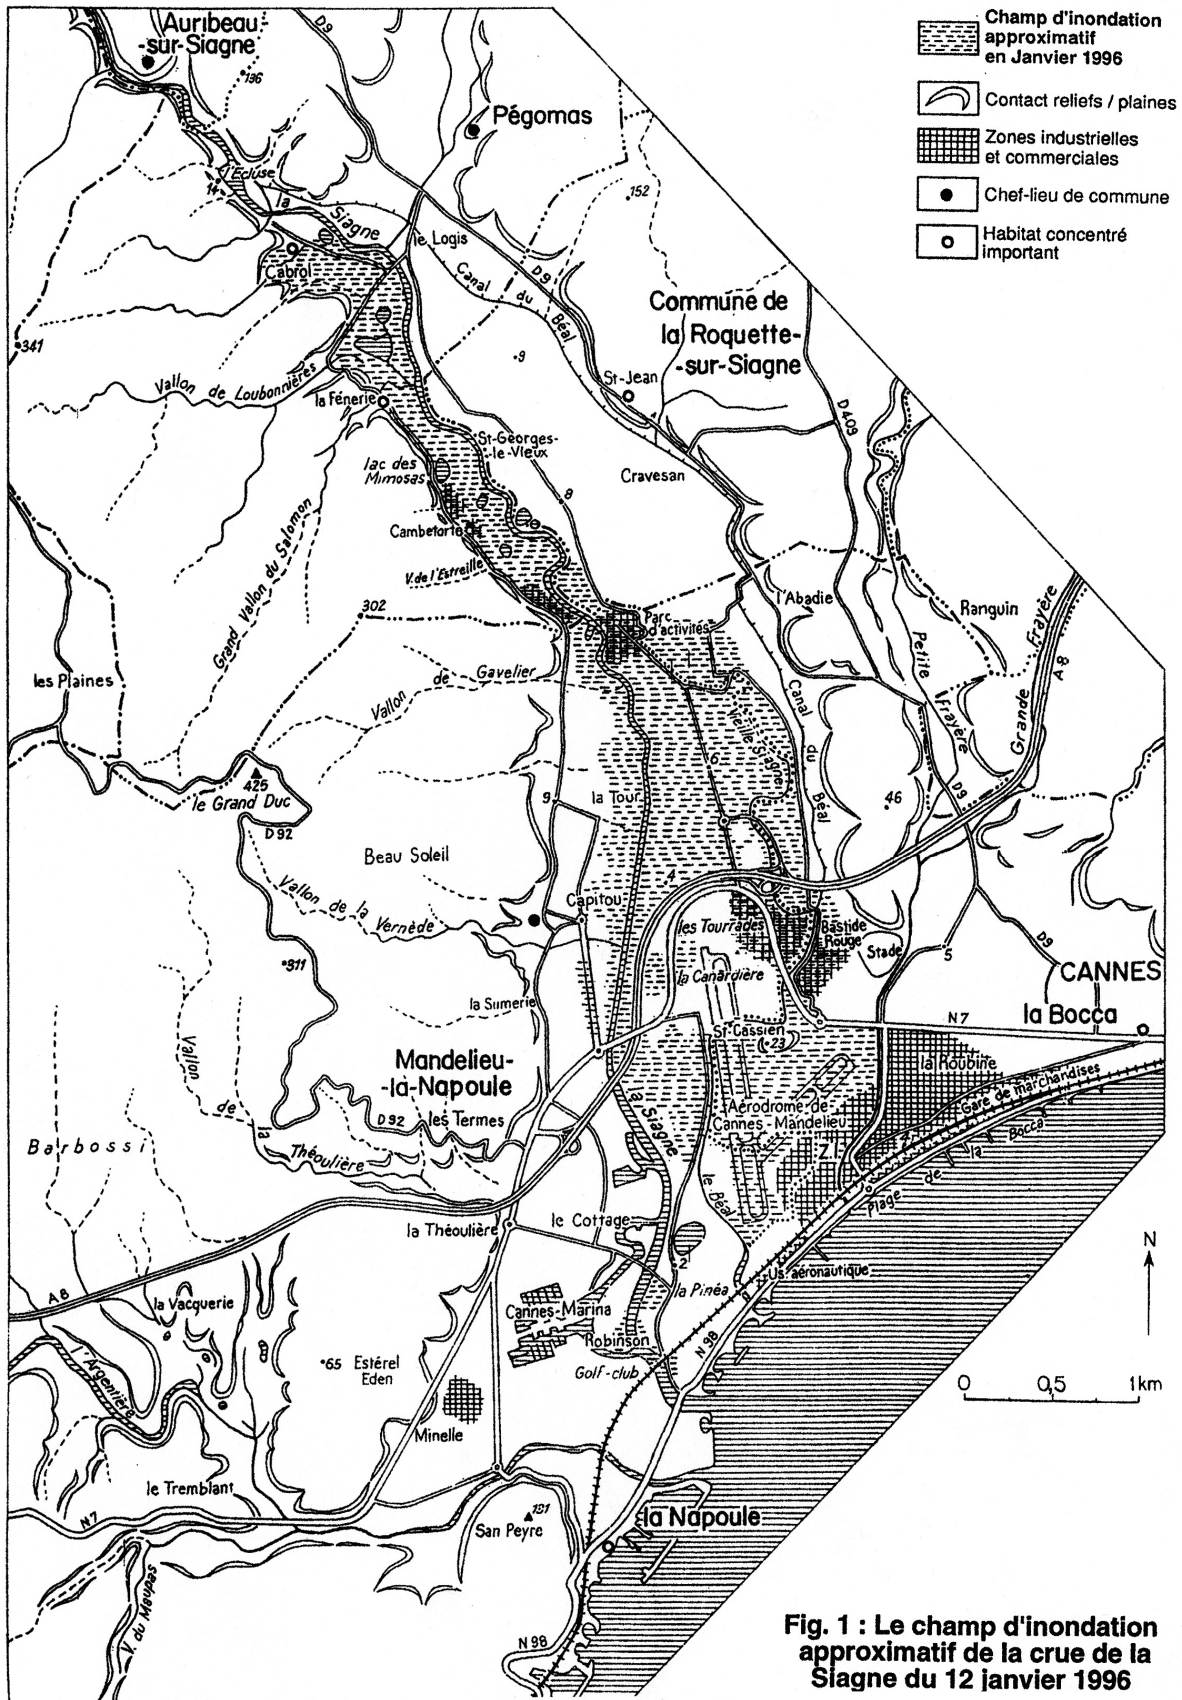 Champ d'inondation
approximatif
en Janvier 1996
Contact reliefs / plaines
Zones industrielles
et commerciales
Chef-lieu de commune
Habitat concentré
important
Auribeau-
-sur-Siagne
D9
196
Pégomas
l'Ecluse
14
la Siagne
152
le Logis
Cabrol
Canal du Béal
D9
Commune de
la Roquette-
-sur-Siagne
341
9
St-Jean
Vallon de Loubonnières
la Fénerie
D 409
St-Georges-
-le-Vieux
lac des
Mimosas
Cravesan
8
Grand Vallon du Salomon
Cambetorte
V. de l'Estreille
302
l'Abadie
Ranguin
Parc
d'activités
Petite Frayère
Grande Frayère
A8
les Plaines
Vallon de Gavelier
Canal du Béal
Vieille Siagne
6
425
le Grand Duc
la Tour
9
46
D9
D 92
Beau Soleil
4
Vallon de la Vernède
Capitou
les Tourrades
Bastide
Rouge
Stade
5
D9
311
la Canardière
CANNES
la Sumerie
la Bocca
N7
St Cassien
23
Mandelieu-
-la-Napoule
la Roubine
Gare de marchandises
Vallon de la Théoulière
D 92
les Termes
la Siagne
Aérodrome de
Cannes-Mandelieu
Barbossi
Z.I.
Plage de la Bocca
le Béal
la Théoulière
le Cottage
N
2
Us. aéronautique
A8
la Vacquerie
la Pinéa
Cannes-Marina
Robinson
N 98
l'Argentière
65
Estérel
Eden
Golf-club
0
0,5
1km
Minelle
le Tremblant
N7
131
San Peyre
la Napoule
V. du Maupas
N 98
Fig. 1 : Le champ d'inondation
approximatif de la crue de la
Siagne du 12 janvier 1996